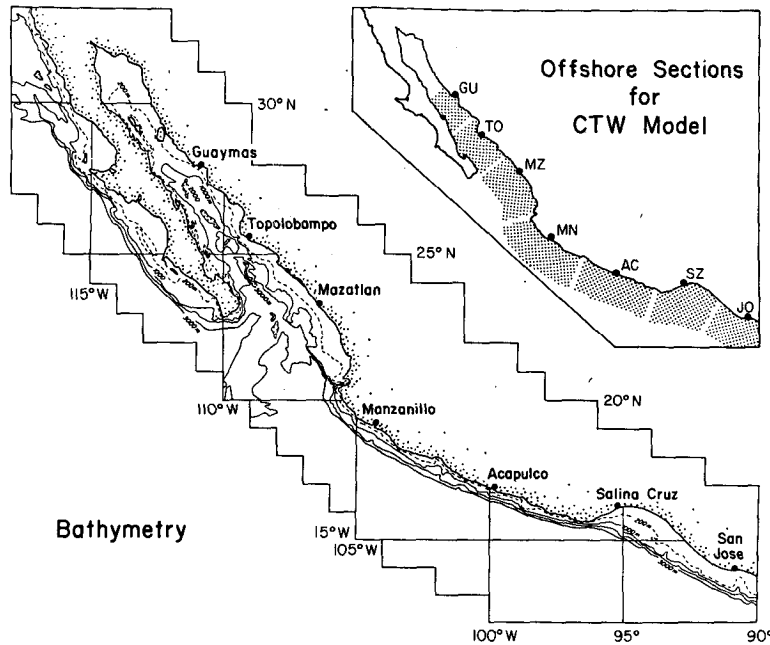 Offshore Sections
for
CTW Model
GU
TO
MZ
MN
AC
SZ
JO
30°N
Guaymas
Topolobampo
25°N
115°W
Mazatlan
110°W
20°N
Manzanillo
Acapulco
Salina Cruz
Bathymetry
15°N
105°W
San
Jose
100°W
95°
90°